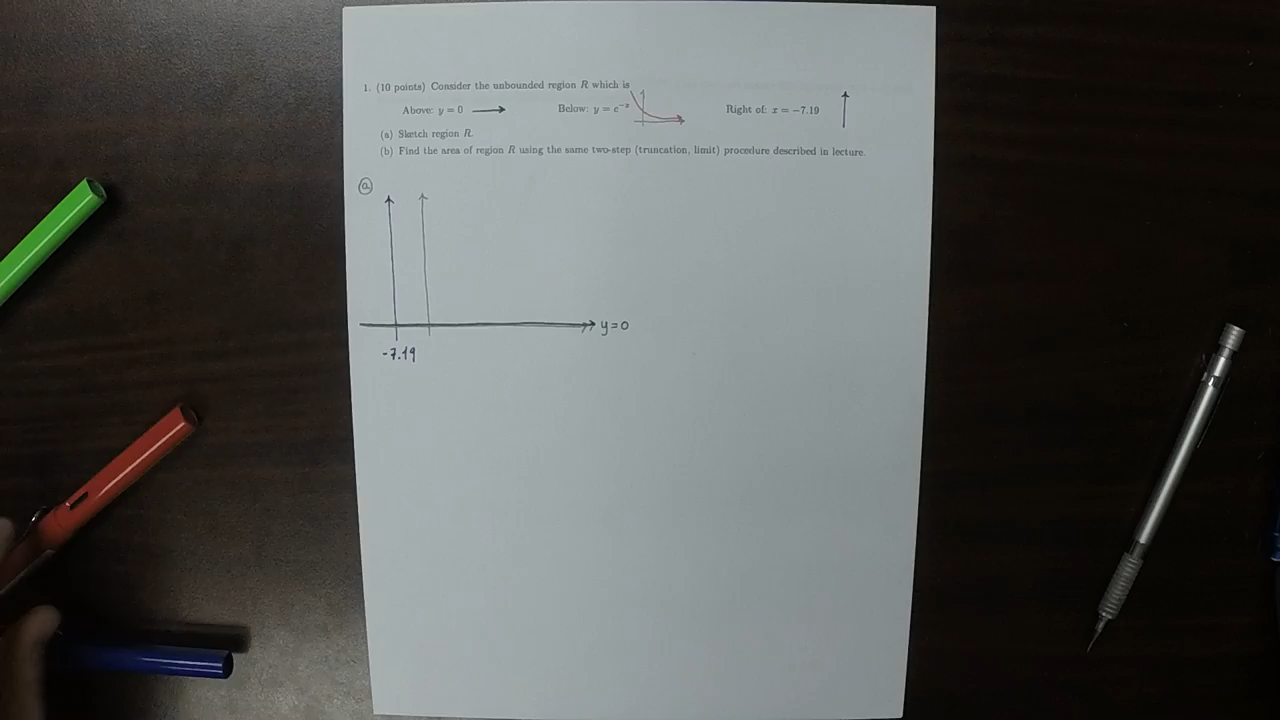 1. (10 points) Consider the unbounded region R which is
Above: y = 0 Below: y = e^{-x} Right of: x = -7.19
(a) Sketch region R.
(b) Find the area of region R using the same two-step (truncation, limit) procedure described in lecture.
a
y=0
-7.19